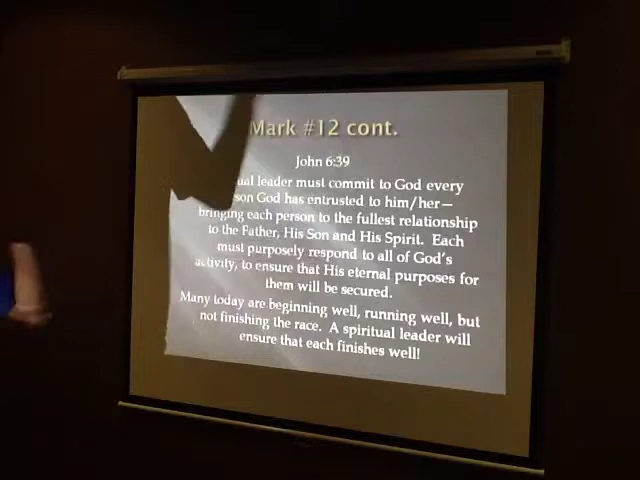 Mark #12 cont.
John 6:39
leader must commit to God every
God has entrusted to him/her—
bringing each person to the fullest relationship
to the Father, His Son and His Spirit. Each
must purposely respond to all of God's
activity, to ensure that His eternal purposes for
them will be secured.
Many today are beginning well, running well, but
not finishing the race. A spiritual leader will
ensure that each finishes well!